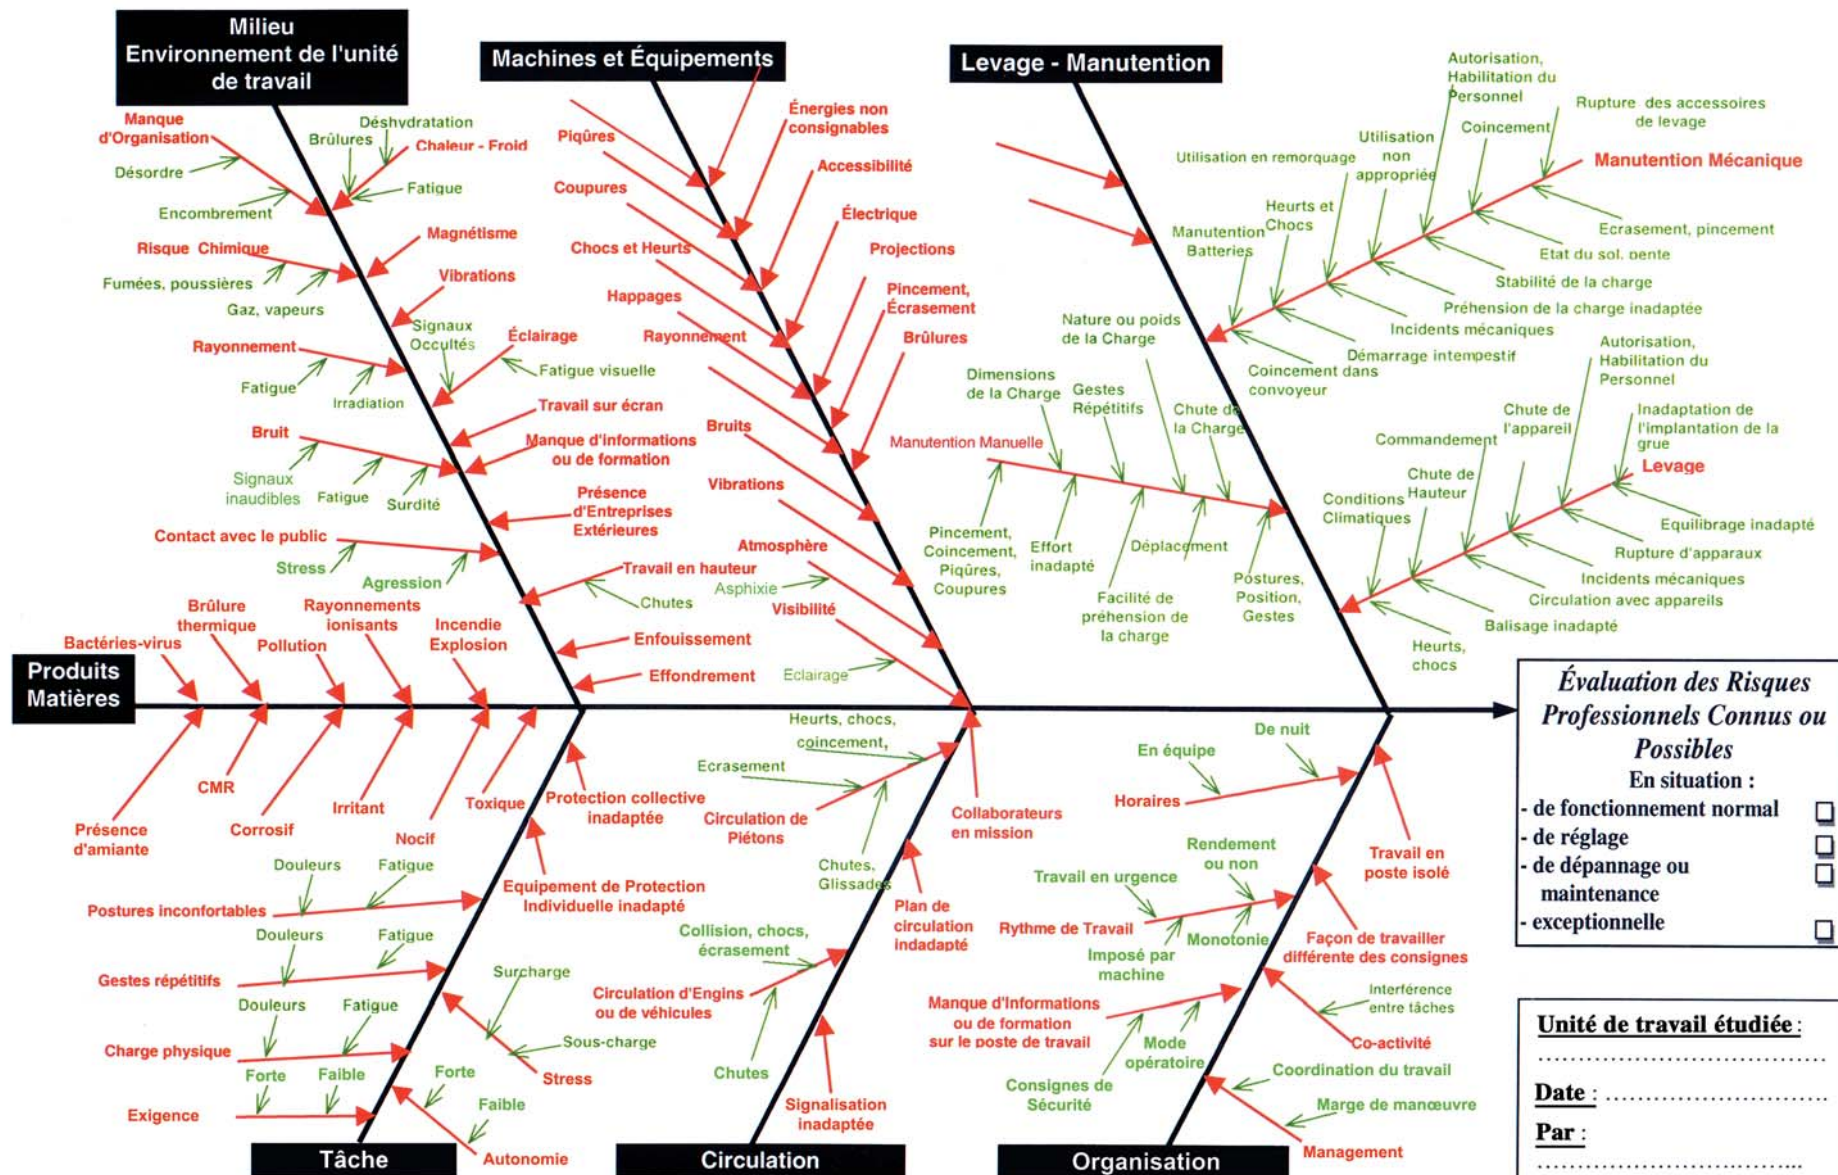 Milieu
Environnement de l'unité
de travail
Machines et Équipements
Levage - Manutention
Manque
d'Organisation
Désordre
Encombrement
Déshydratation
Brûlures
Chaleur - Froid
Fatigue
Risque Chimique
Fumées, poussières
Gaz, vapeurs
Magnétisme
Vibrations
Rayonnement
Fatigue
Irradiation
Signaux
Occultés
Éclairage
Fatigue visuelle
Travail sur écran
Bruit
Signaux
inaudibles
Fatigue
Surdité
Manque d'informations
ou de formation
Présence
d'Entreprises
Extérieures
Contact avec le public
Stress
Agression
Travail en hauteur
Chutes
Enfouissement
Effondrement
Piqûres
Coupures
Chocs et Heurts
Happages
Rayonnement
Bruits
Vibrations
Atmosphère
Asphixie
Visibilité
Eclairage
Énergies non
consignables
Accessibilité
Électrique
Projections
Pincement,
Écrasement
Brûlures
Autorisation,
Habilitation du
Personnel
Rupture des accessoires
de levage
Coincement
Utilisation
non
appropriée
Utilisation en remorquage
Heurts et
Chocs
Manutention
Batteries
Manutention Mécanique
Ecrasement, pincement
Etat du sol, pente
Stabilité de la charge
Préhension de la charge inadaptée
Incidents mécaniques
Démarrage intempestif
Coincement dans
convoyeur
Nature ou poids
de la Charge
Dimensions
de la Charge
Gestes
Répétitifs
Chute de
la Charge
Manutention Manuelle
Pincement,
Coincement,
Piqûres,
Coupures
Effort
inadapté
Facilité de
préhension de
la charge
Déplacement
Postures,
Position,
Gestes
Autorisation,
Habilitation du
Personnel
Inadaptation de
l'implantation de la
grue
Chute de
l'appareil
Commandement
Chute de
Hauteur
Conditions
Climatiques
Levage
Equilibrage inadapté
Rupture d'apparaux
Incidents mécaniques
Circulation avec appareils
Balisage inadapté
Heurts,
chocs
Produits
Matières
Bactéries-virus
Brûlure
thermique
Pollution
Rayonnements
ionisants
Incendie
Explosion
Présence
d'amiante
CMR
Corrosif
Irritant
Nocif
Toxique
Évaluation des Risques
Professionnels Connus ou
Possibles
En situation :
- de fonctionnement normal
- de réglage
- de dépannage ou
maintenance
- exceptionnelle
Unité de travail étudiée :
Date :
Par :
Protection collective
inadaptée
Equipement de Protection
Individuelle inadapté
Douleurs
Fatigue
Postures inconfortables
Douleurs
Fatigue
Gestes répétitifs
Douleurs
Fatigue
Charge physique
Forte
Faible
Exigence
Surcharge
Sous-charge
Stress
Forte
Faible
Autonomie
Tâche
Heurts, chocs,
coincement,
Ecrasement
Circulation de
Piétons
Chutes,
Glissades
Collaborateurs
en mission
Plan de
circulation
inadapté
Collision, chocs,
écrasement
Circulation d'Engins
ou de véhicules
Chutes
Signalisation
inadaptée
Circulation
De nuit
En équipe
Horaires
Travail en
poste isolé
Rendement
ou non
Travail en urgence
Rythme de Travail
Imposé par
machine
Monotonie
Façon de travailler
différente des consignes
Manque d'Informations
ou de formation
sur le poste de travail
Consignes de
Sécurité
Mode
opératoire
Interférence
entre tâches
Co-activité
Coordination du travail
Marge de manœuvre
Management
Organisation